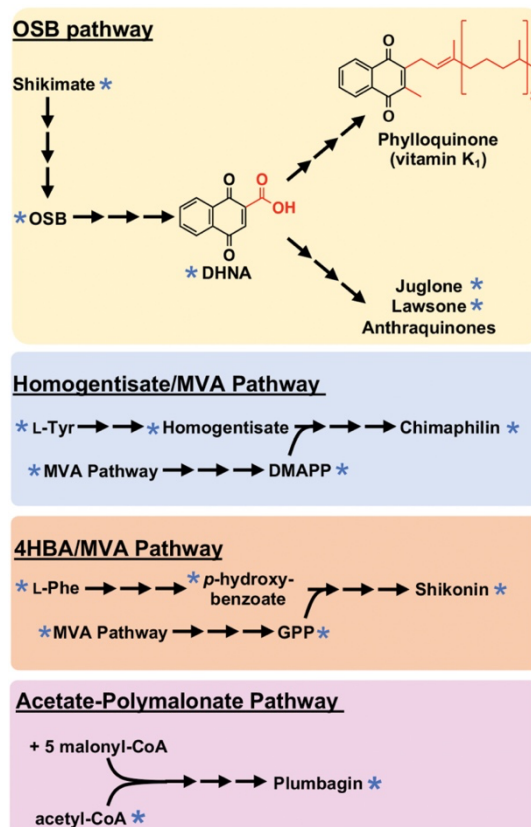 OSB pathway
Shikimate *
* OSB
O
O
O
OH
* DHNA
O
O
Phylloquinone
(vitamin K₁)
Juglone *
Lawsone *
Anthraquinones
Homogentisate/MVA Pathway
* L-Tyr * Homogentisate Chimaphilin *
* MVA Pathway DMAPP *
4HBA/MVA Pathway
* L-Phe * p-hydroxy-
benzoate Shikonin *
* MVA Pathway GPP *
Acetate-Polymalonate Pathway
+ 5 malonyl-CoA
Plumbagin *
acetyl-CoA *